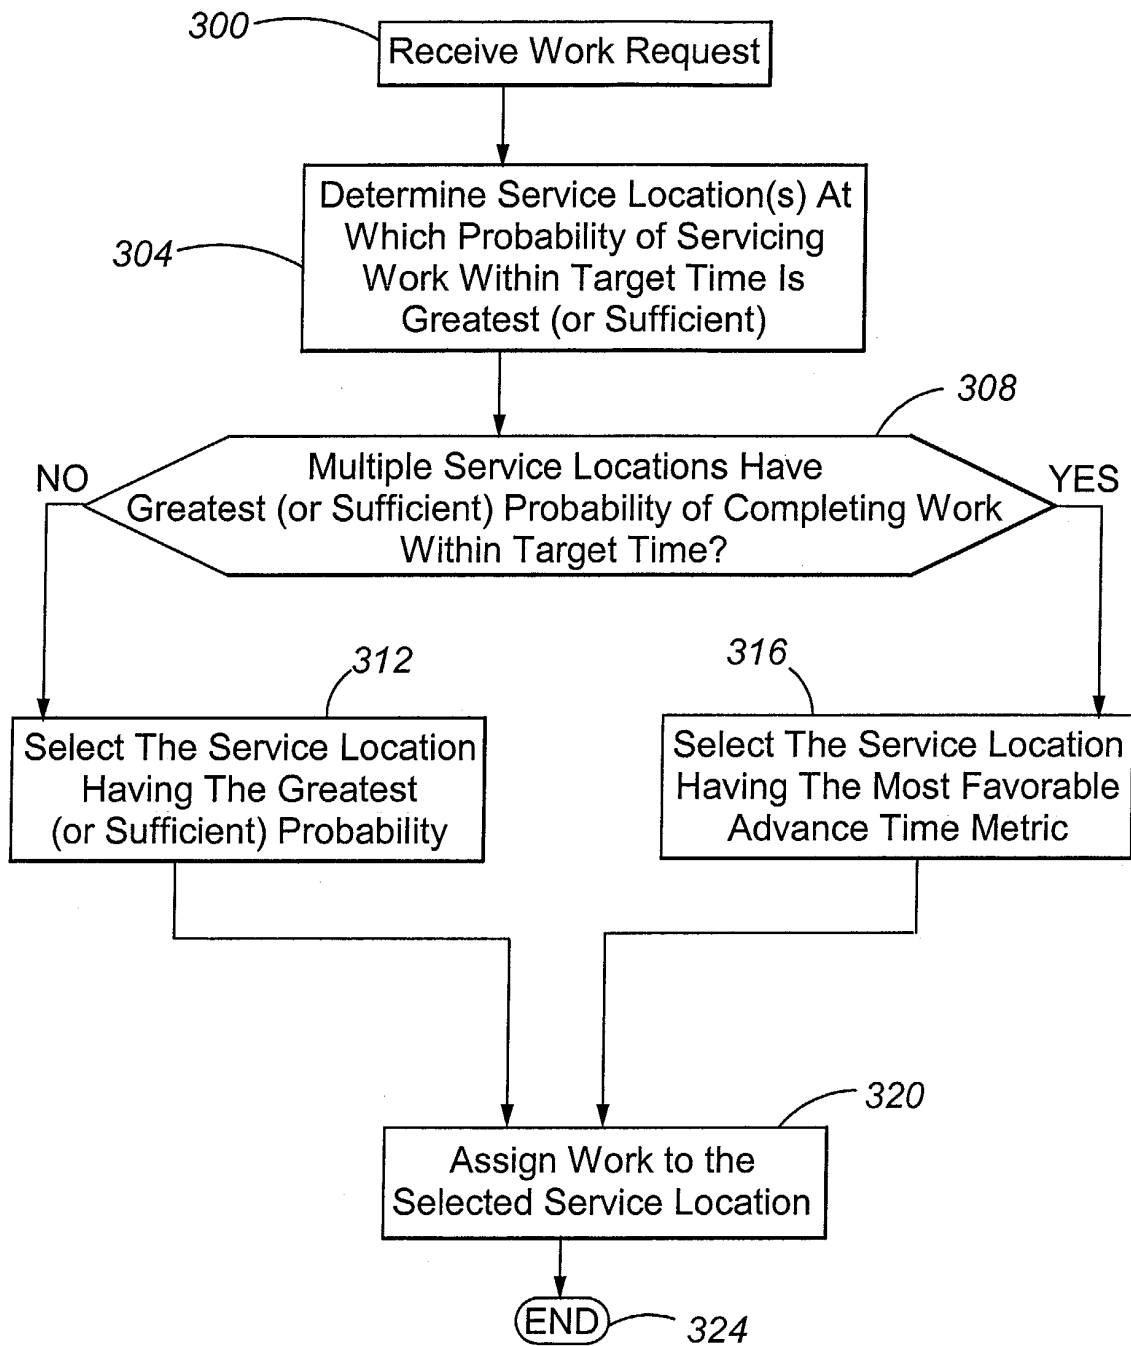 300
Receive Work Request
304
Determine Service Location(s) At
Which Probability of Servicing
Work Within Target Time Is
Greatest (or Sufficient)
308
NO
Multiple Service Locations Have
Greatest (or Sufficient) Probability of Completing Work
Within Target Time?
YES
312
Select The Service Location
Having The Greatest
(or Sufficient) Probability
316
Select The Service Location
Having The Most Favorable
Advance Time Metric
320
Assign Work to the
Selected Service Location
END
324